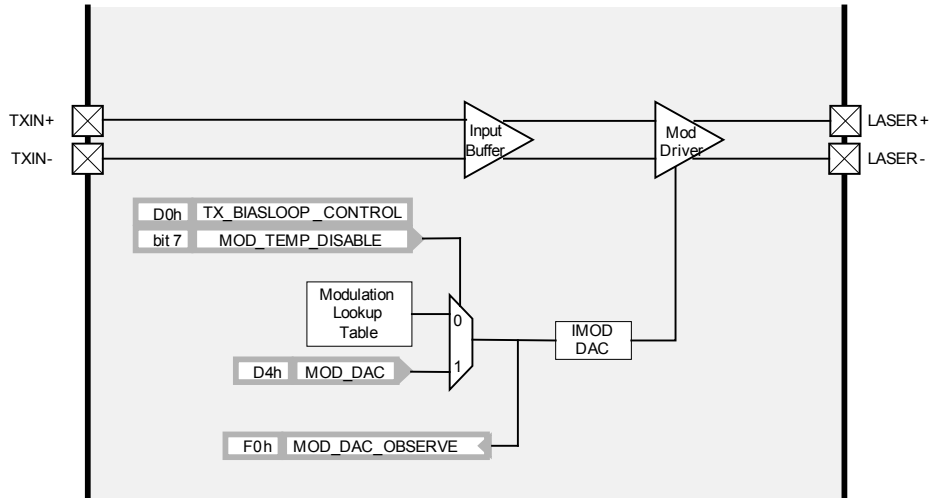 TXIN+
Input
Buffer
Mod
Driver
LASER+
TXIN-
LASER-
D0h TX_BIASLOOP_CONTROL
bit 7 MOD_TEMP_DISABLE
Modulation
Lookup
Table
0
1
IMOD
DAC
D4h MOD_DAC
F0h MOD_DAC_OBSERVE